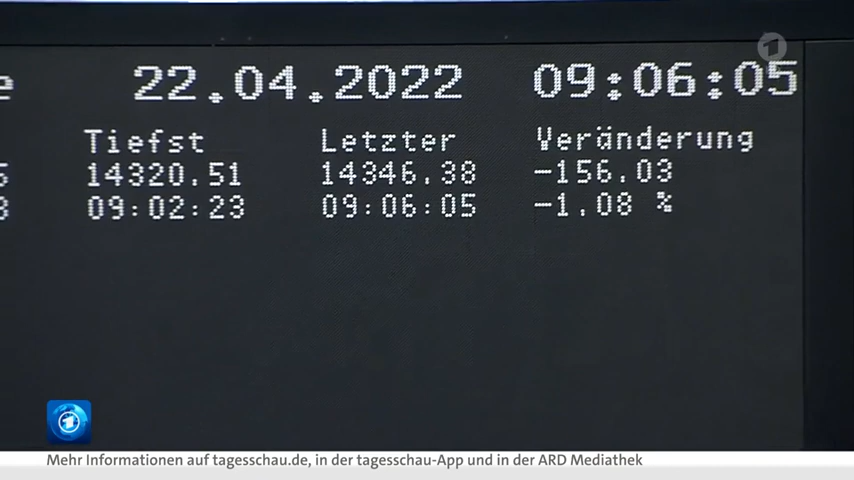 e 22.04.2022 09:06:05
Tiefst Letzter Veränderung
14320.51 14346.38 -156.03
09:02:23 09:06:05 -1.08 %
Mehr Informationen auf tagesschau.de, in der tagesschau-App und in der ARD Mediathek